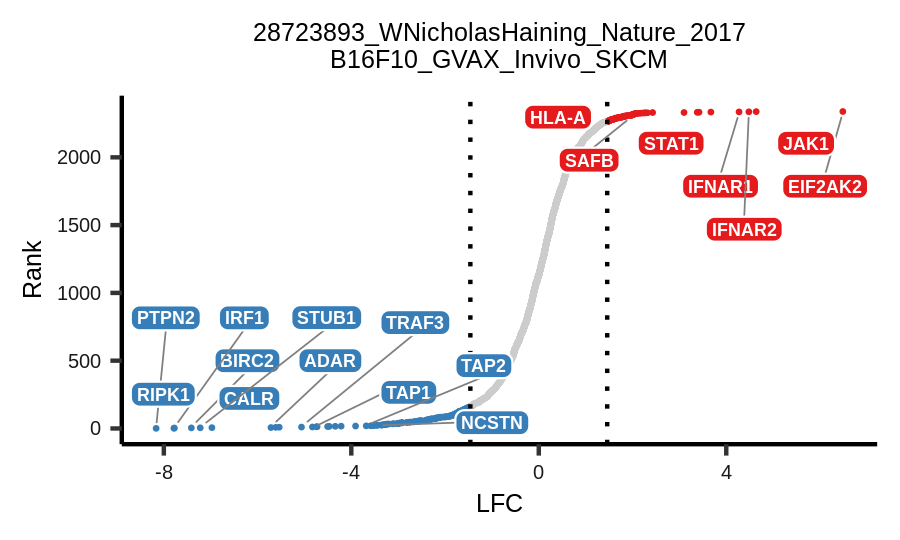 28723893_WNicholasHaining_Nature_2017
B16F10_GVAX_Invivo_SKCM
Rank
2000
1500
1000
500
0
HLA-A
SAFB
STAT1
JAK1
IFNAR1
EIF2AK2
IFNAR2
PTPN2
IRF1
STUB1
TRAF3
BIRC2
ADAR
TAP2
RIPK1
CALR
TAP1
NCSTN
-8
-4
0
4
LFC